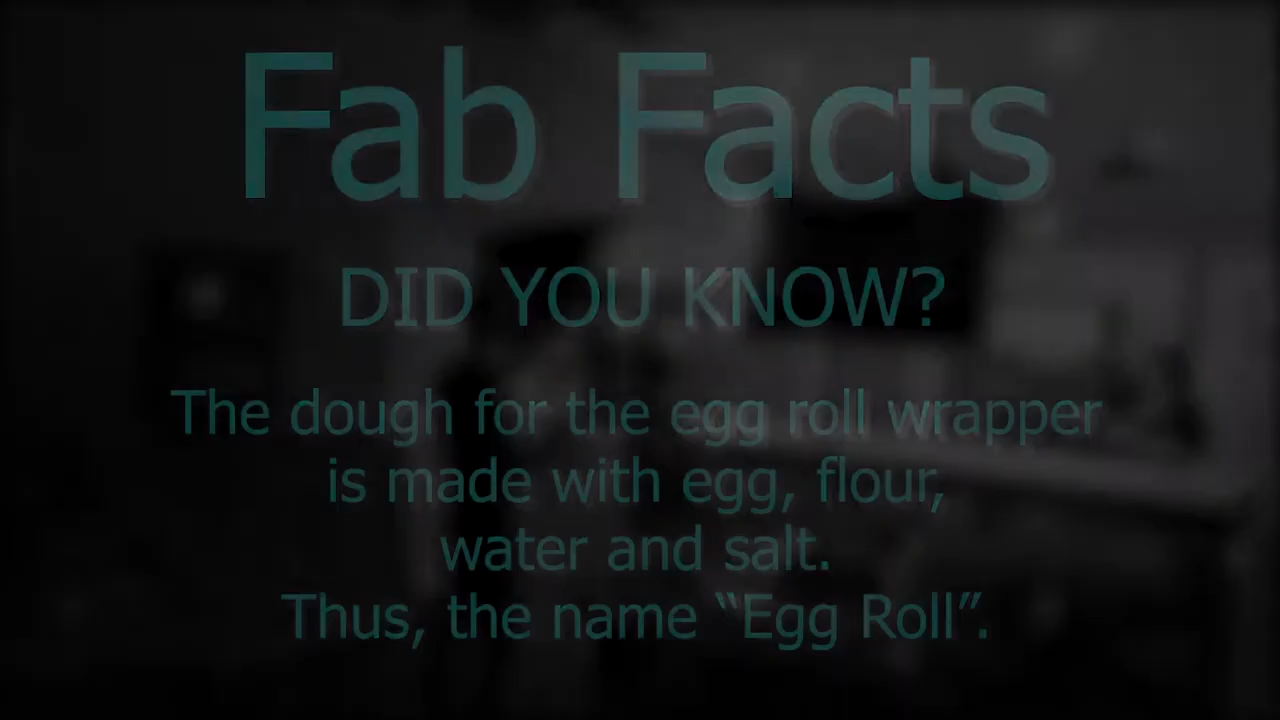 Fab Facts
DID YOU KNOW?
The dough for the egg roll wrapper
is made with egg, flour,
water and salt.
Thus, the name “Egg Roll”.